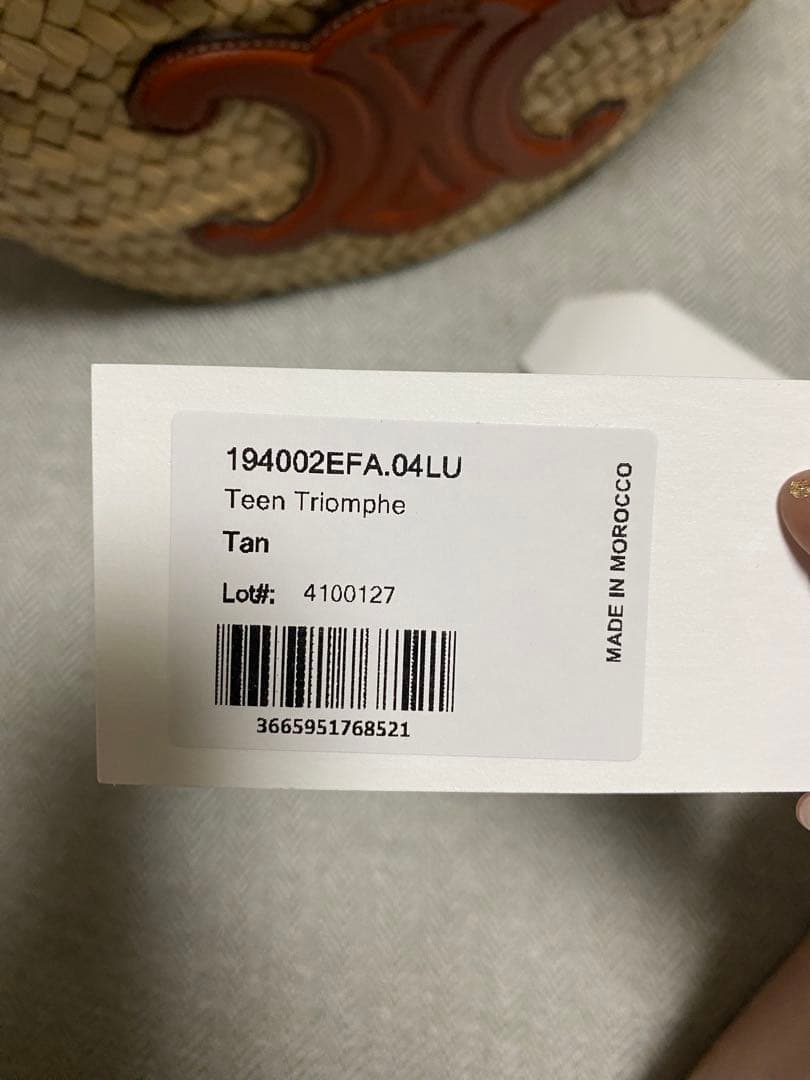 194002EFA.04LU
Teen Triomphe
Tan
Lot#: 4100127
3665951768521
MADE IN MOROCCO